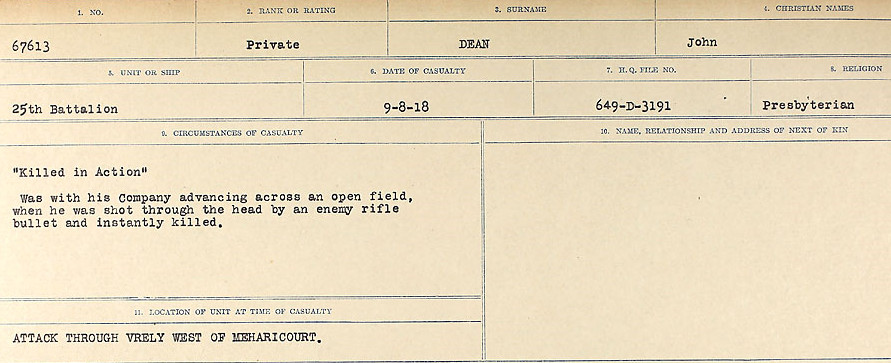 1. NO. 2. RANK OR RATING 3. SURNAME 4. CHRISTIAN NAMES
67613 Private DEAN John
5. UNIT OR SHIP 6. DATE OF CASUALTY 7. H.Q. FILE NO. 8. RELIGION
25th Battalion 9-8-18 649-D-3191 Presbyterian
9. CIRCUMSTANCES OF CASUALTY 10. NAME, RELATIONSHIP AND ADDRESS OF NEXT OF KIN
"Killed in Action"
Was with his Company advancing across an open field,
when he was shot through the head by an enemy rifle
bullet and instantly killed.
11. LOCATION OF UNIT AT TIME OF CASUALTY
ATTACK THROUGH VRELY WEST OF MEHARICOURT.